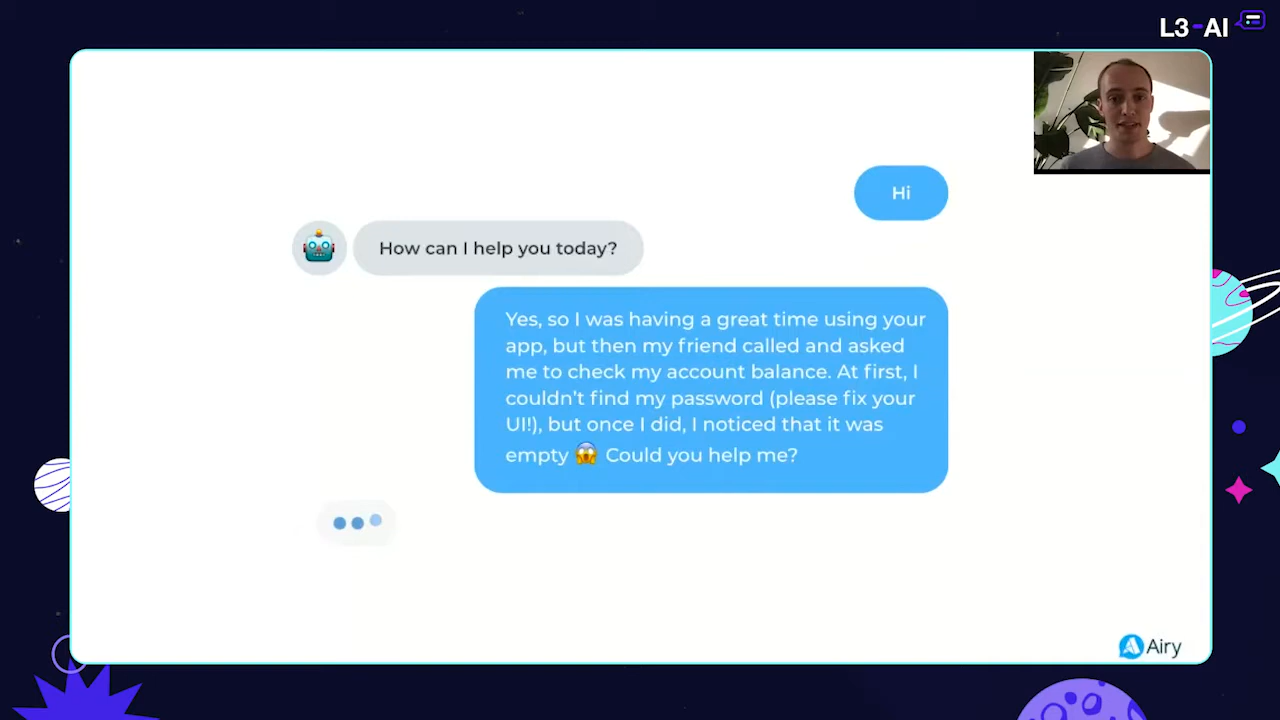 L3-AI
Hi
How can I help you today?
Yes, so I was having a great time using your
app, but then my friend called and asked
me to check my account balance. At first, I
couldn’t find my password (please fix your
UI!), but once I did, I noticed that it was
empty 😱 Could you help me?
Airy